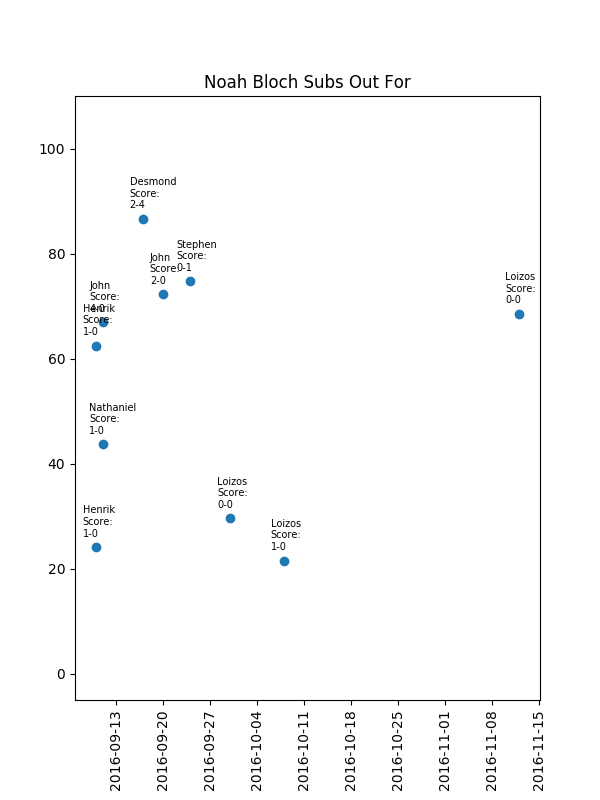 Noah Bloch Subs Out For
100
80
60
40
20
0
Desmond
Score:
2-4
Stephen
Score:
0-1
John
Score:
2-0
Loizos
Score:
0-0
John
Score:
4-0
Henrik
Score:
1-0
Nathaniel
Score:
1-0
Loizos
Score:
0-0
Henrik
Score:
1-0
Loizos
Score:
1-0
2016-09-13
2016-09-20
2016-09-27
2016-10-04
2016-10-11
2016-10-18
2016-10-25
2016-11-01
2016-11-08
2016-11-15